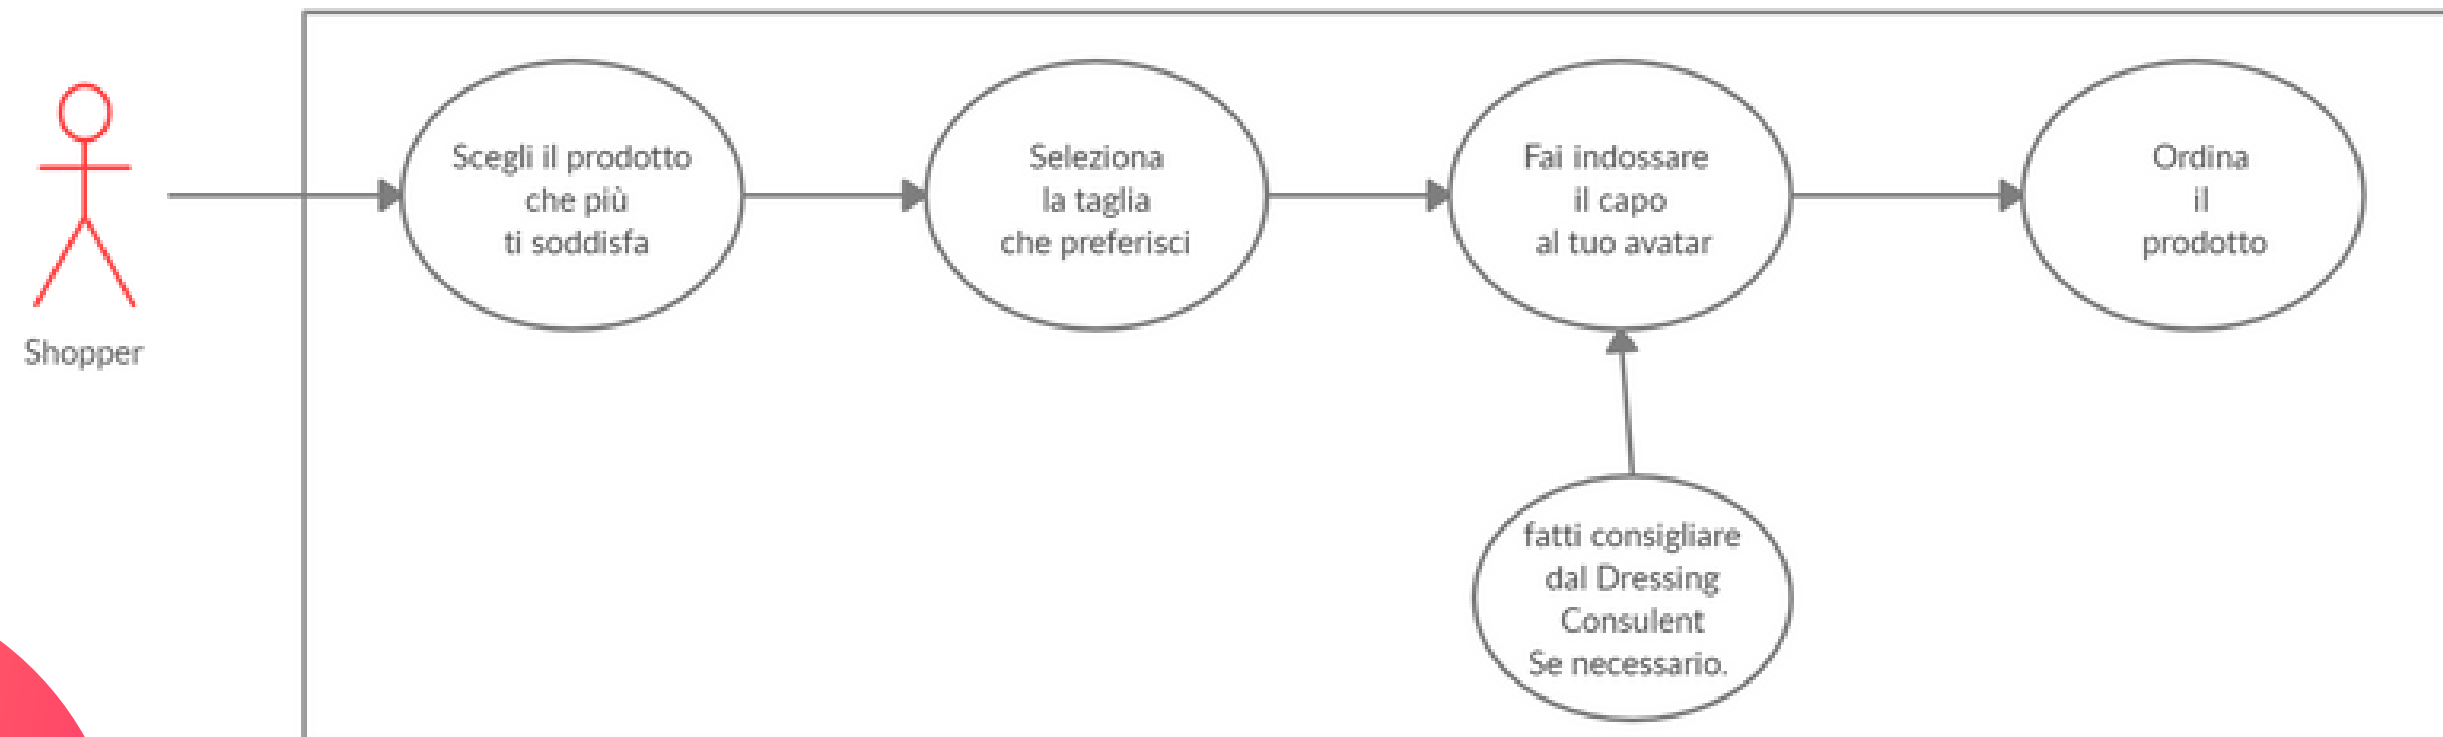 Shopper
Scegli il prodotto
che più
ti soddisfa
Seleziona
la taglia
che preferisci
Fai indossare
il capo
al tuo avatar
Ordina
il
prodotto
fatti consigliare
dal Dressing
Consulent
Se necessario.